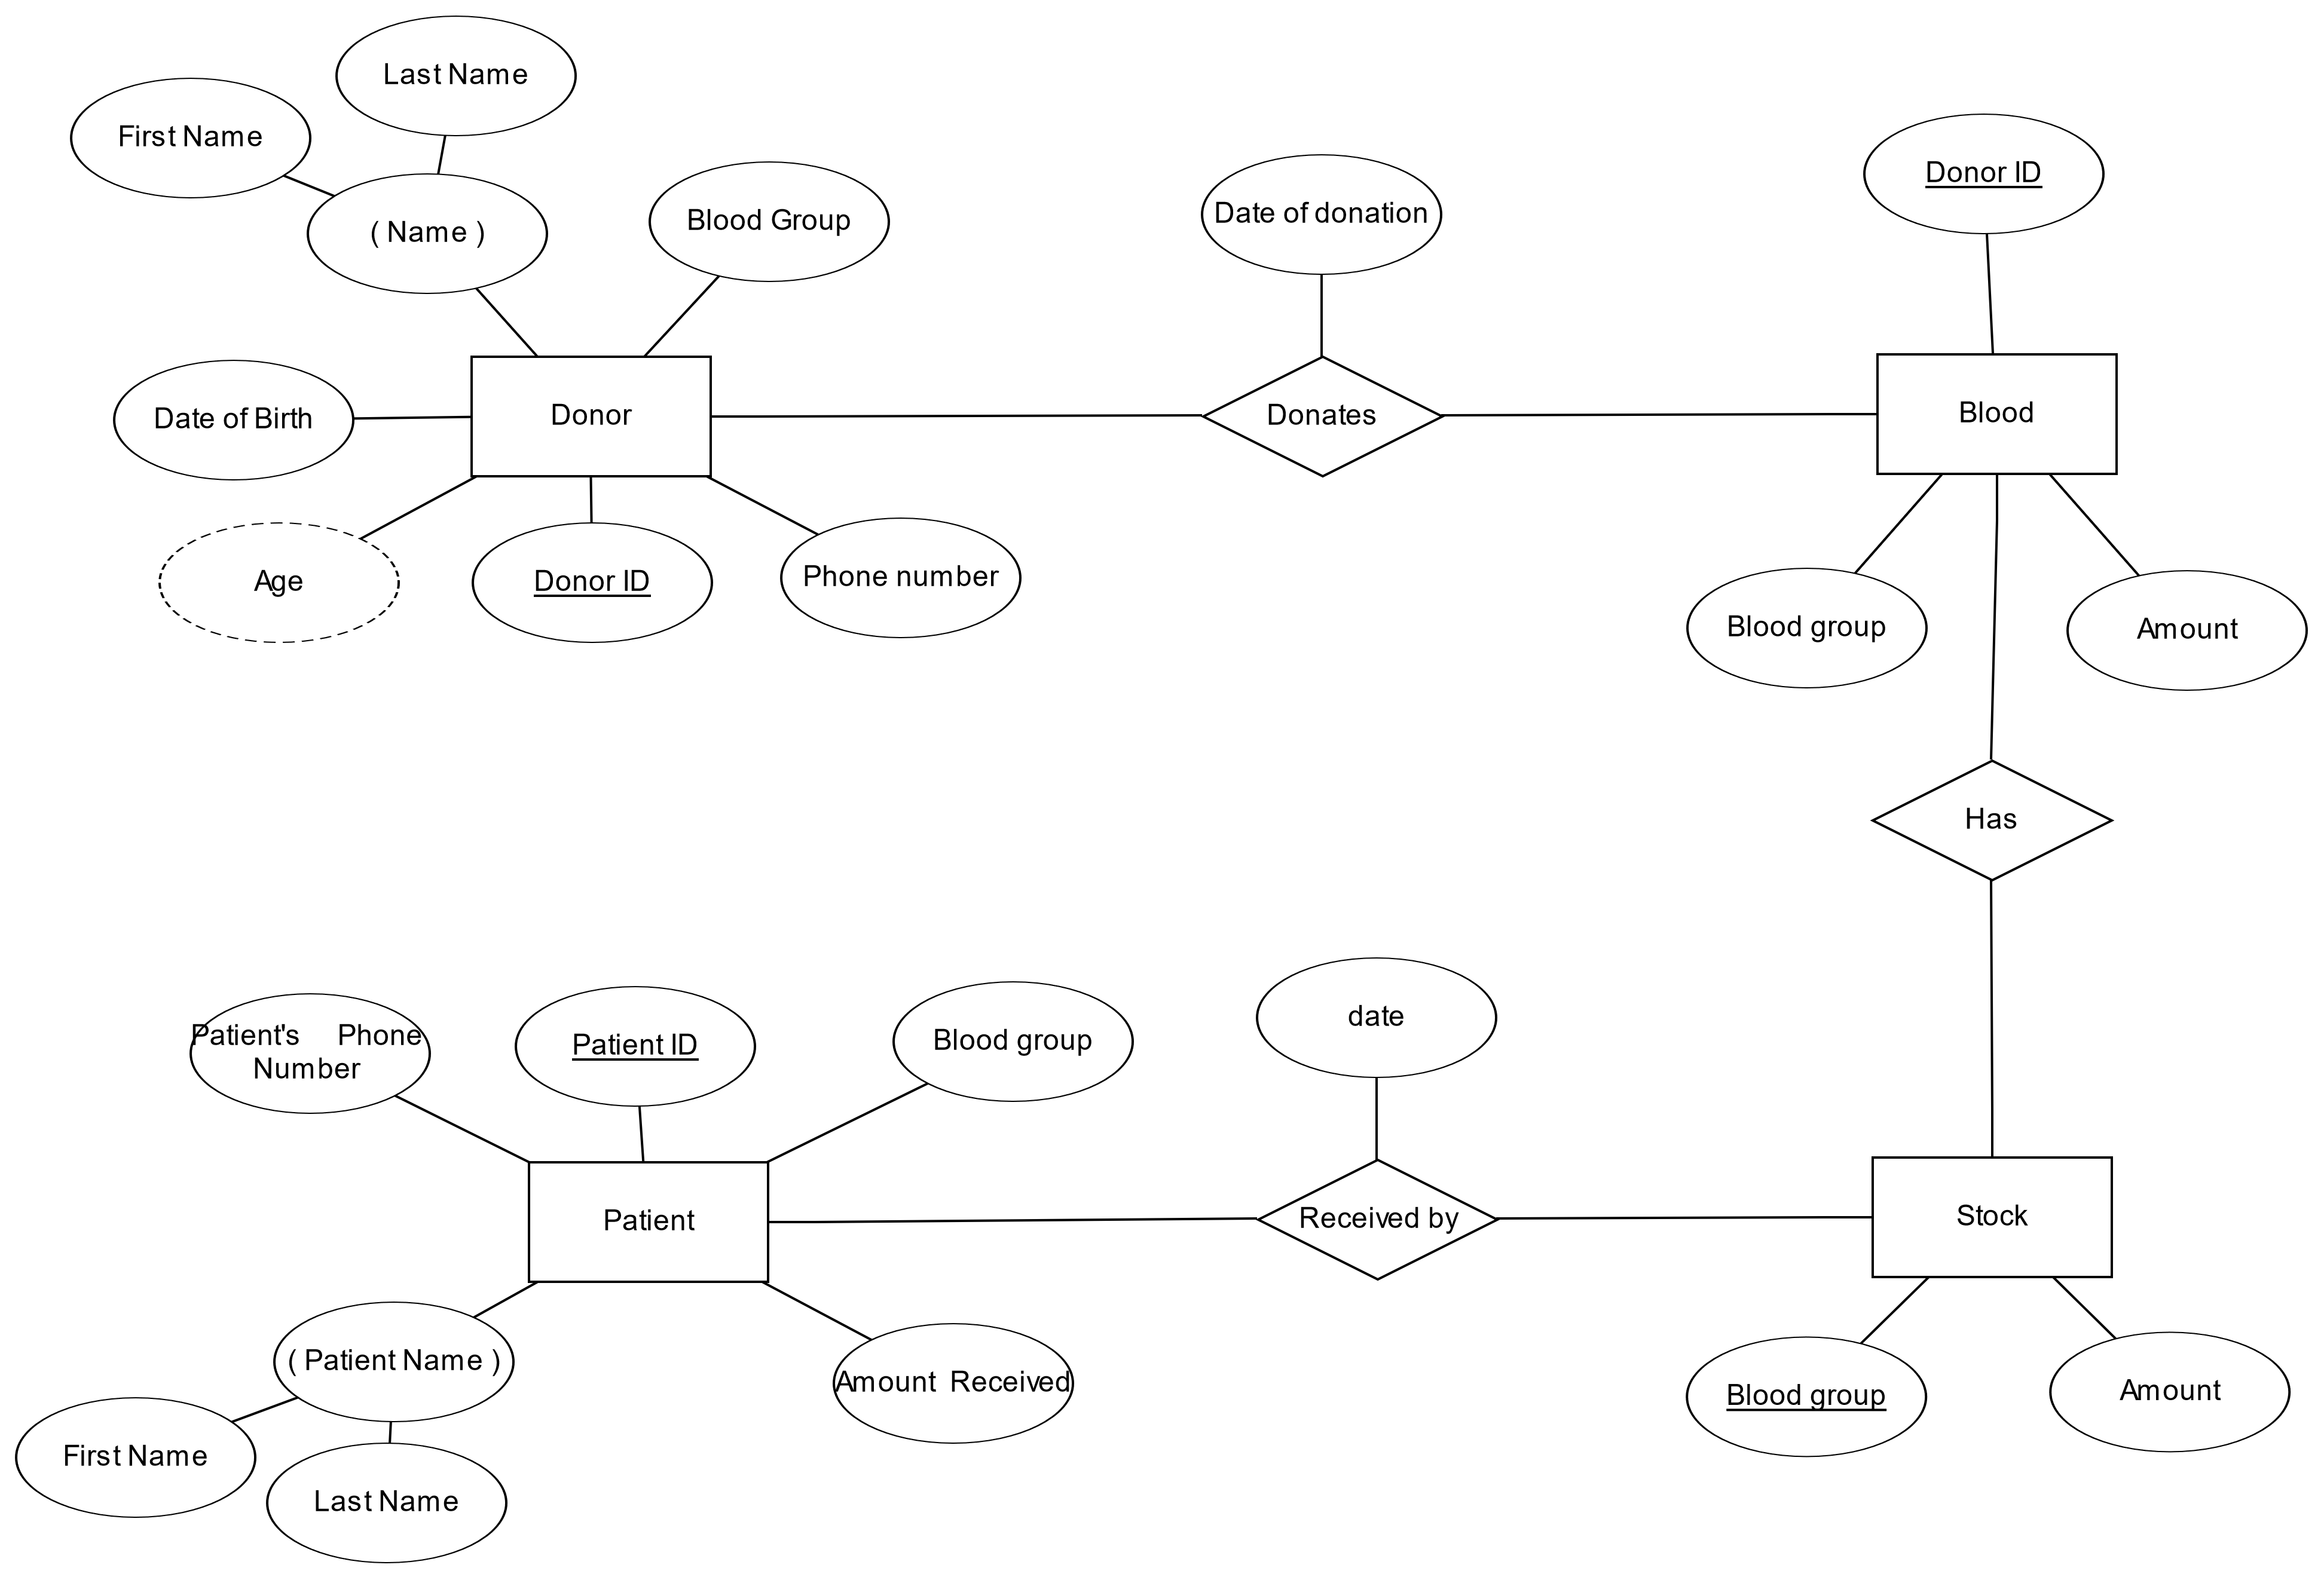 Last Name
First Name
( Name )
Blood Group
Date of donation
Donor ID
Date of Birth
Donor
Donates
Blood
Age
Donor ID
Phone number
Blood group
Amount
Has
Patient's Phone
Number
Patient ID
Blood group
date
Patient
Received by
Stock
( Patient Name )
Amount Received
Blood group
Amount
First Name
Last Name